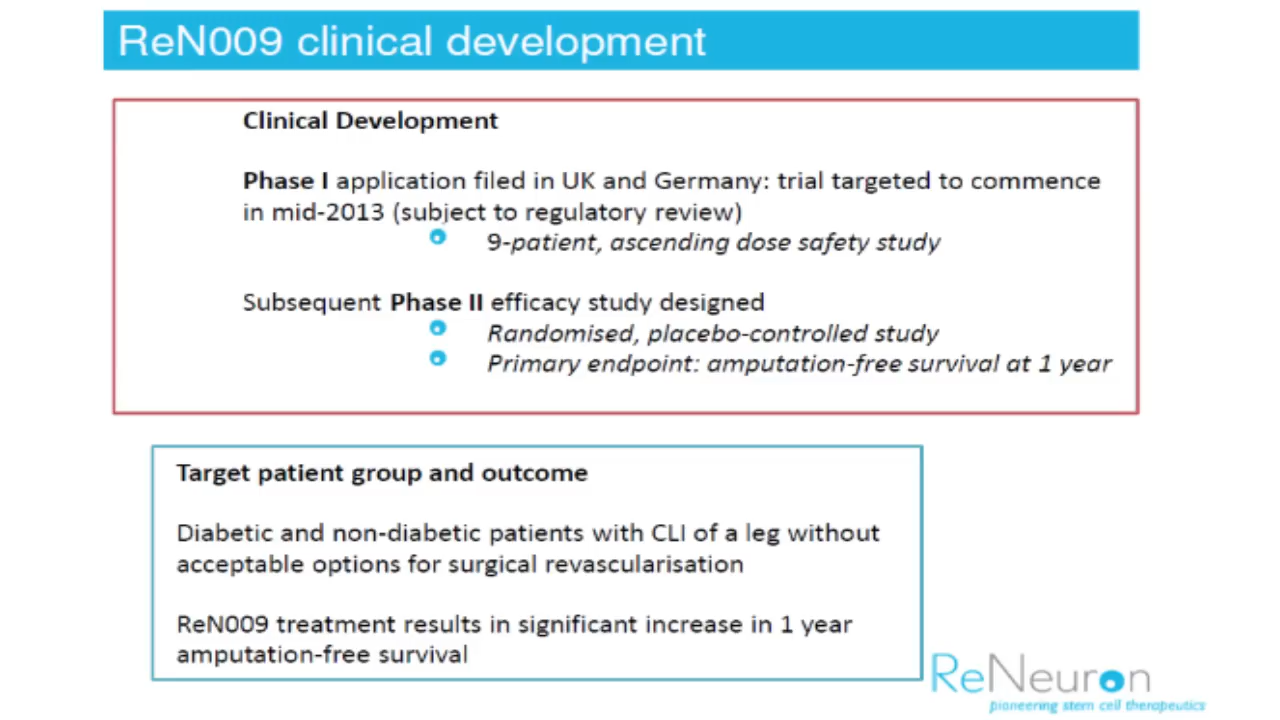 ReN009 clinical development
Clinical Development
Phase I application filed in UK and Germany: trial targeted to commence
in mid-2013 (subject to regulatory review)
9-patient, ascending dose safety study
Subsequent Phase II efficacy study designed
Randomised, placebo-controlled study
Primary endpoint: amputation-free survival at 1 year
Target patient group and outcome
Diabetic and non-diabetic patients with CLI of a leg without
acceptable options for surgical revascularisation
ReN009 treatment results in significant increase in 1 year
amputation-free survival
ReNeuron
pioneering stem cell therapeutics